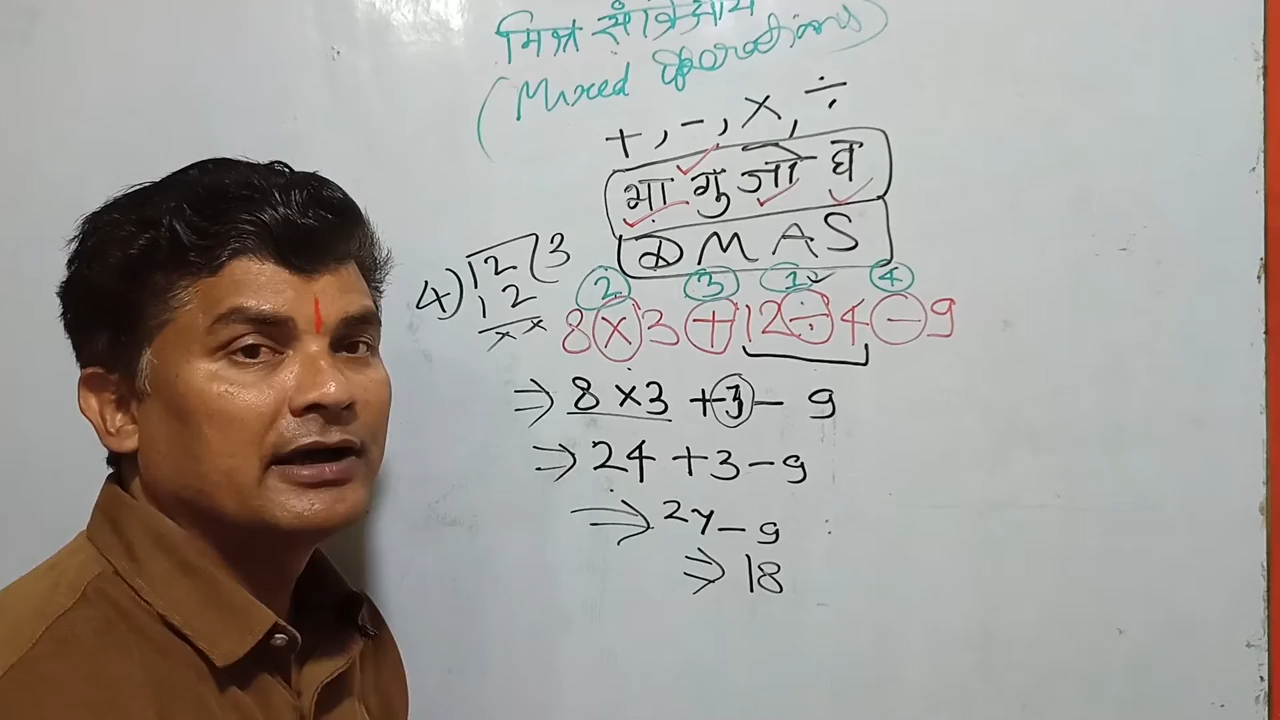 मिश्र संक्रियाएँ
(Mixed Operations)
+, -, ×, ÷
भा गु जो घ
DMAS
4)12(3
12
××
2 3 1 4
8×3+12÷4-9
⇒ 8×3 +3- 9
⇒ 24 +3-9
⇒ 27-9
⇒ 18